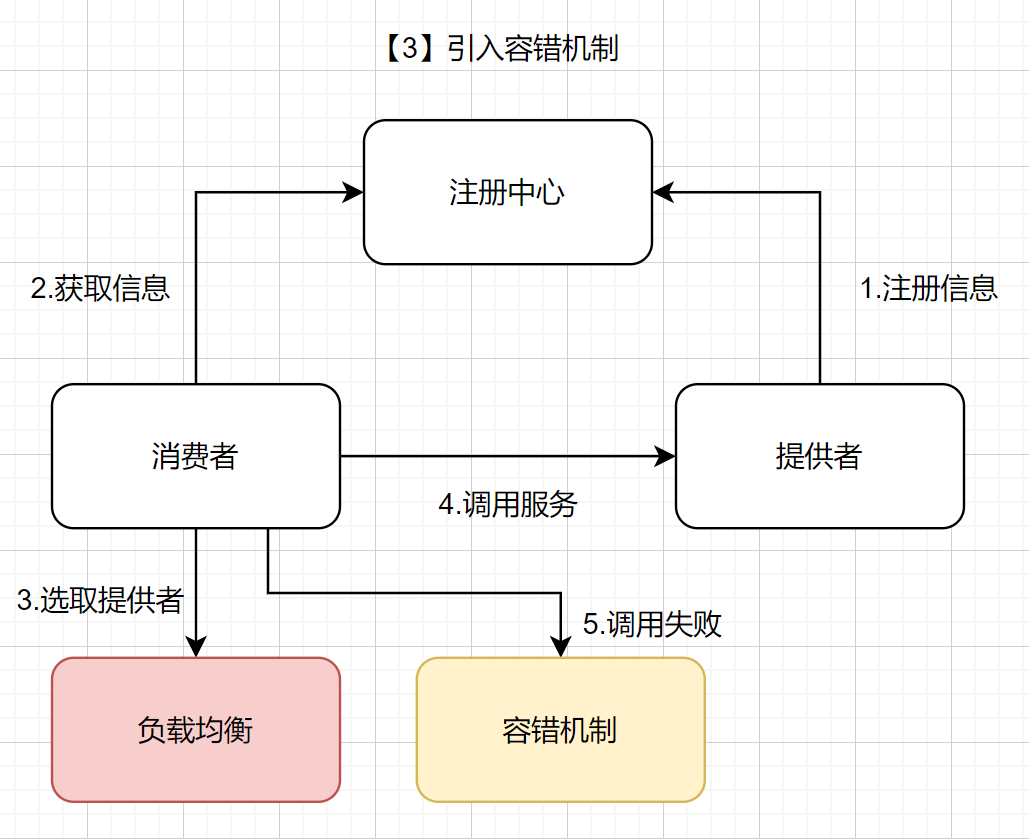 【3】引入容错机制
注册中心
2.获取信息
1.注册信息
消费者
提供者
4.调用服务
3.选取提供者
5.调用失败
负载均衡
容错机制